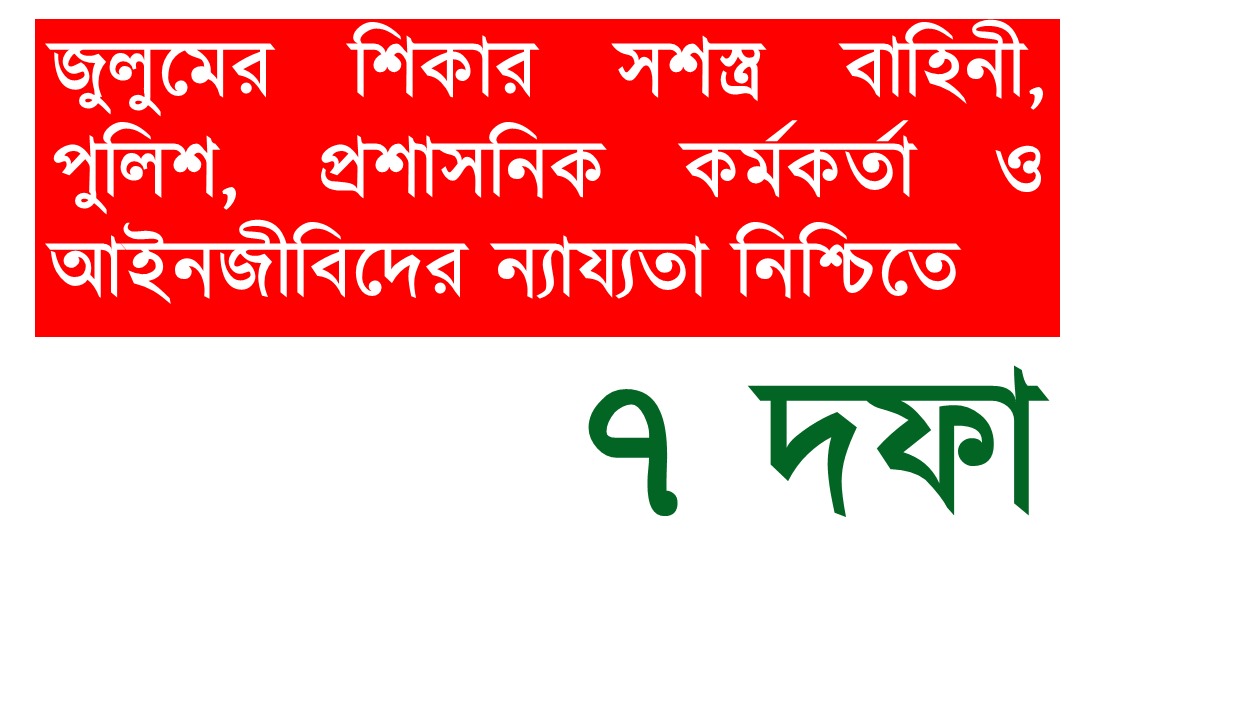 জুলুমের শিকার সশস্ত্র বাহিনী,
পুলিশ, প্রশাসনিক কর্মকর্তা ও
আইনজীবিদের ন্যায্যতা নিশ্চিতে
৭ দফা